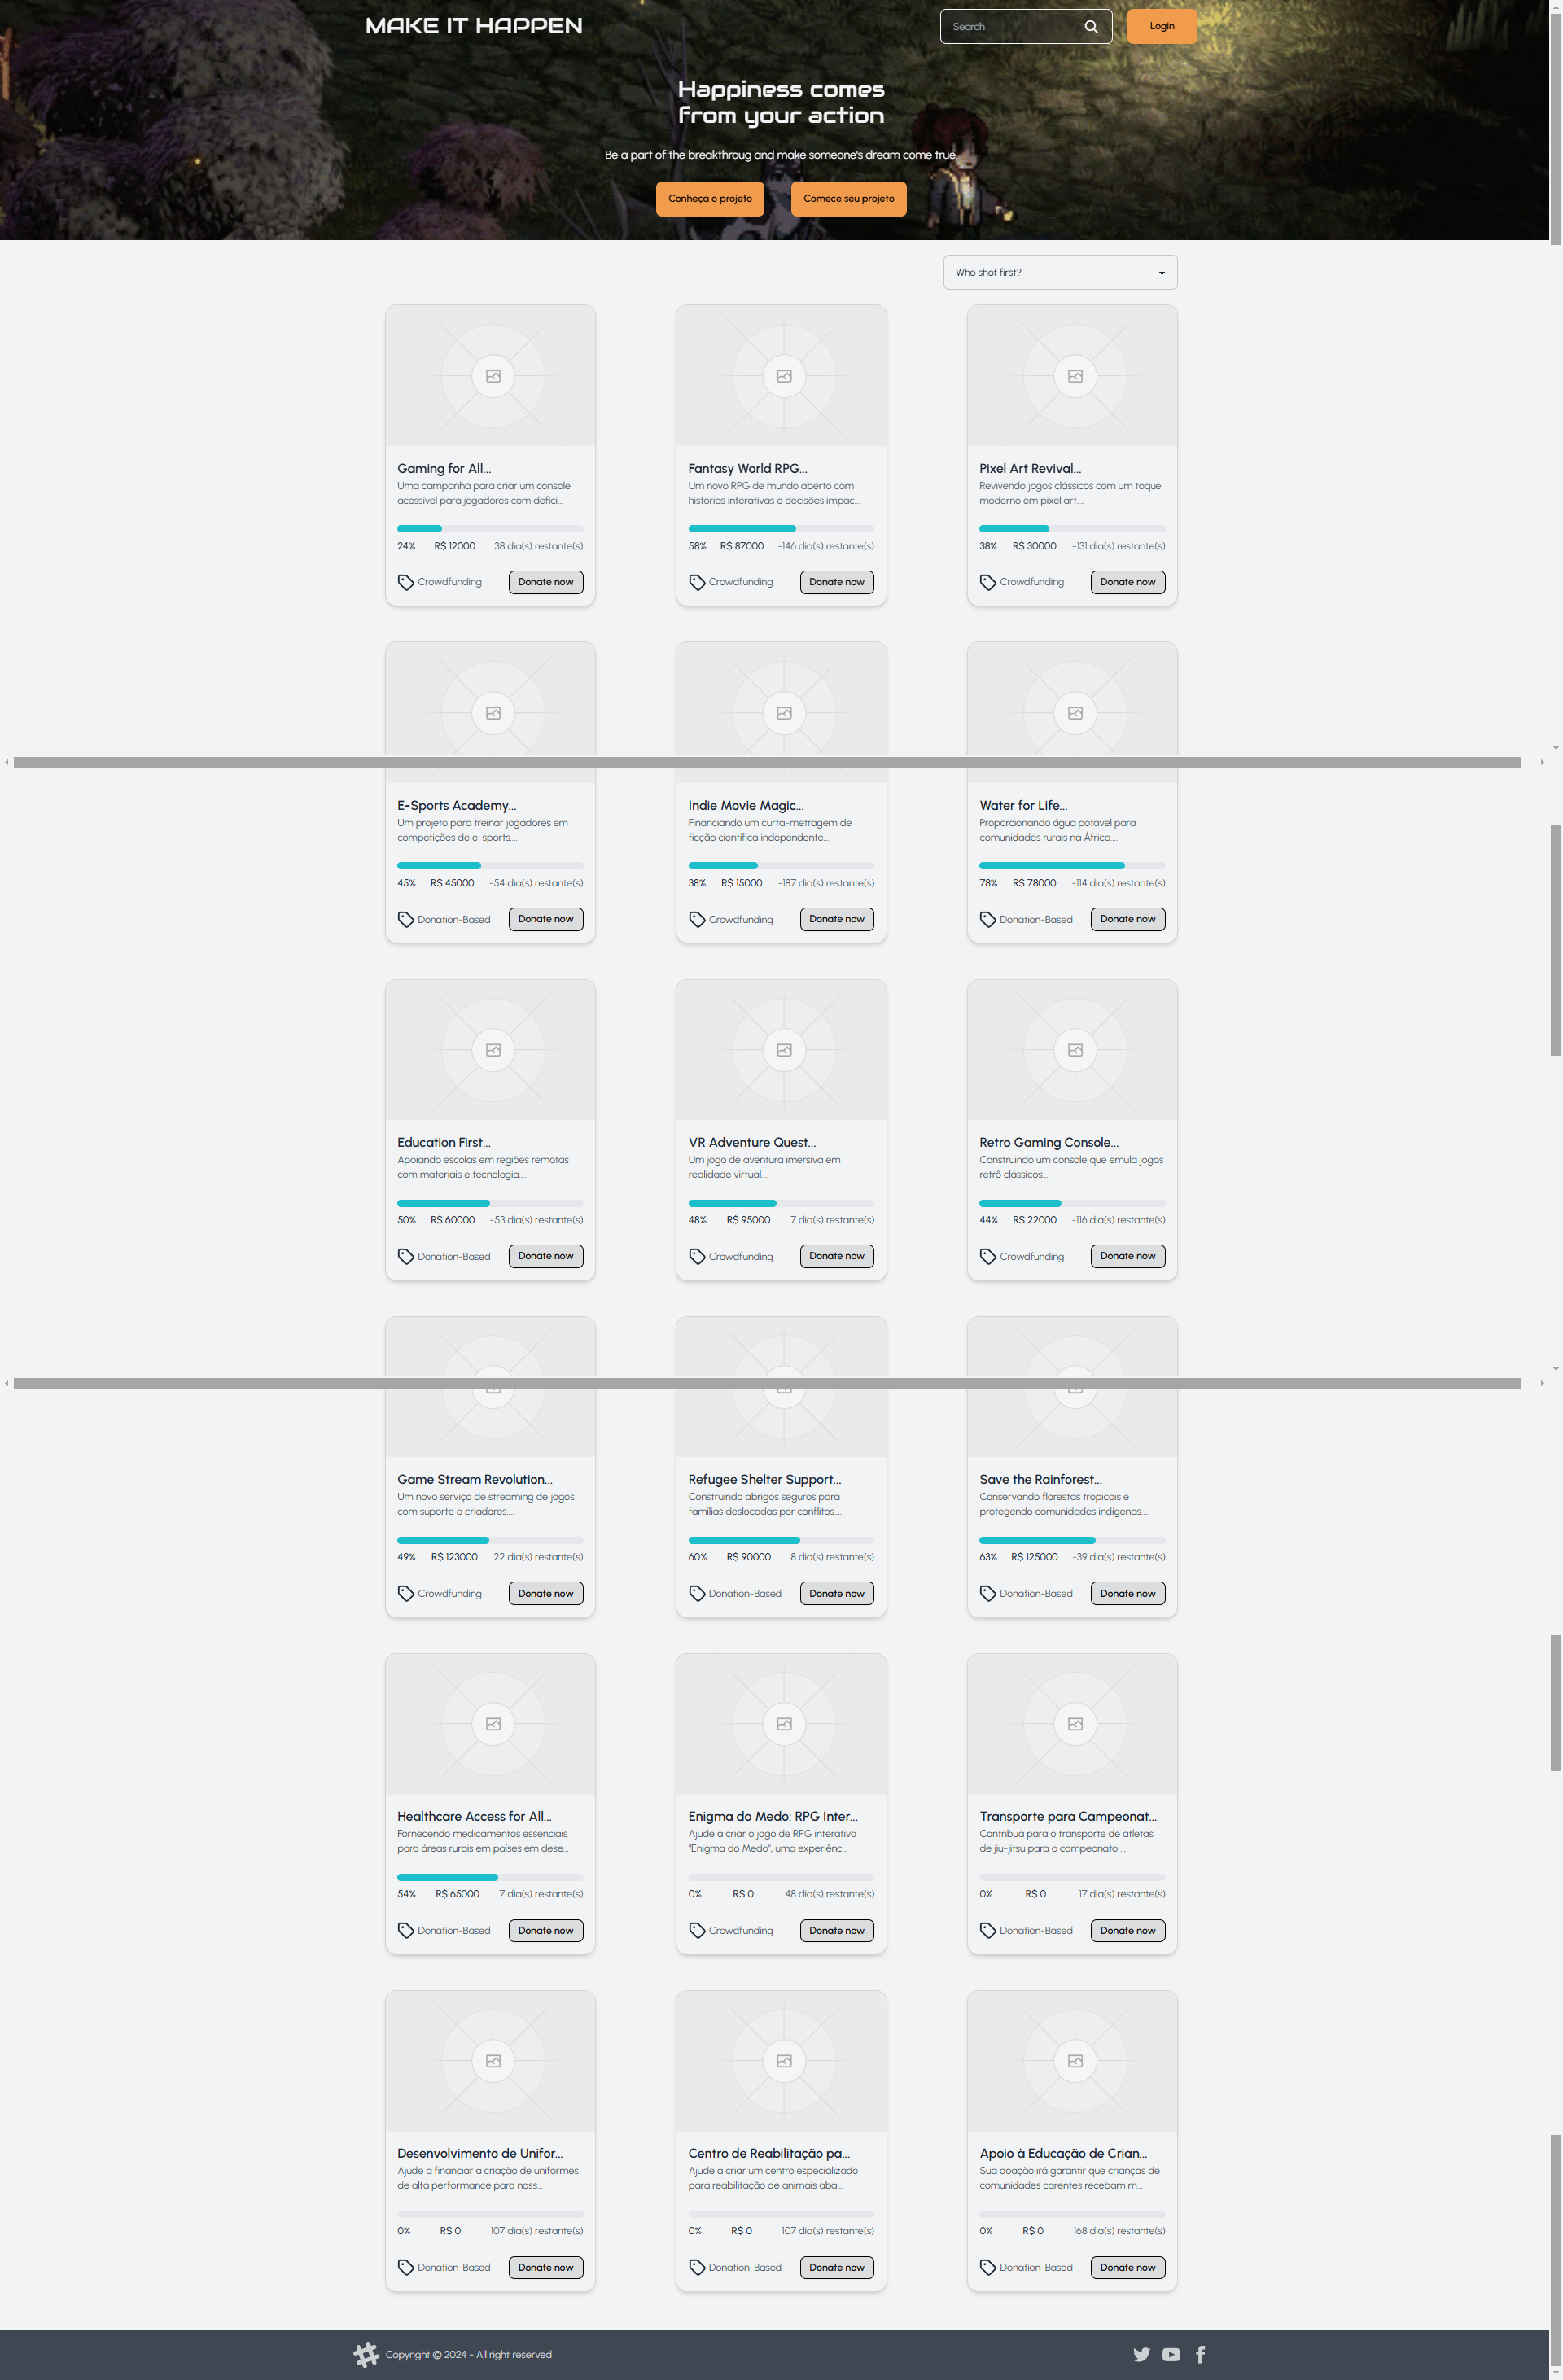 MAKE IT HAPPEN
Search
Login
Happiness comes
from your action
Be a part of the breakthroug and make someone's dream come true.
Conheça o projeto
Comece seu projeto
Who shot first?
Gaming for All...
Uma campanha para criar um console
acessível para jogadores com defici...
24% R$ 12000 38 dia(s) restante(s)
Crowdfunding
Donate now
Fantasy World RPG...
Um novo RPG de mundo aberto com
histórias interativas e decisões impac...
58% R$ 87000 -146 dia(s) restante(s)
Crowdfunding
Donate now
Pixel Art Revival...
Revivendo jogos clássicos com um toque
moderno em pixel art....
38% R$ 30000 -131 dia(s) restante(s)
Crowdfunding
Donate now
E-Sports Academy...
Um projeto para treinar jogadores em
competições de e-sports....
45% R$ 45000 -54 dia(s) restante(s)
Donation-Based
Donate now
Indie Movie Magic...
Financiando um curta-metragem de
ficção científica independente....
38% R$ 15000 -187 dia(s) restante(s)
Crowdfunding
Donate now
Water for Life...
Proporcionando água potável para
comunidades rurais na África....
78% R$ 78000 -114 dia(s) restante(s)
Donation-Based
Donate now
Education First...
Apoiando escolas em regiões remotas
com materiais e tecnologia....
50% R$ 60000 -53 dia(s) restante(s)
Donation-Based
Donate now
VR Adventure Quest...
Um jogo de aventura imersiva em
realidade virtual....
48% R$ 95000 7 dia(s) restante(s)
Crowdfunding
Donate now
Retro Gaming Console...
Construindo um console que emula jogos
retrô clássicos....
44% R$ 22000 -116 dia(s) restante(s)
Crowdfunding
Donate now
Game Stream Revolution...
Um novo serviço de streaming de jogos
com suporte a criadores....
49% R$ 123000 22 dia(s) restante(s)
Crowdfunding
Donate now
Refugee Shelter Support...
Construindo abrigos seguros para
famílias deslocadas por conflitos....
60% R$ 90000 8 dia(s) restante(s)
Donation-Based
Donate now
Save the Rainforest...
Conservando florestas tropicais e
protegendo comunidades indígenas....
63% R$ 125000 -39 dia(s) restante(s)
Donation-Based
Donate now
Healthcare Access for All...
Fornecendo medicamentos essenciais
para áreas rurais em países em dese...
54% R$ 65000 7 dia(s) restante(s)
Donation-Based
Donate now
Enigma do Medo: RPG Inter...
Ajude a criar o jogo de RPG interativo
"Enigma do Medo", uma experiênc...
0% R$ 0 48 dia(s) restante(s)
Crowdfunding
Donate now
Transporte para Campeonat...
Contribua para o transporte de atletas
de jiu-jitsu para o campeonato ...
0% R$ 0 17 dia(s) restante(s)
Donation-Based
Donate now
Desenvolvimento de Unifor...
Ajude a financiar a criação de uniformes
de alta performance para noss...
0% R$ 0 107 dia(s) restante(s)
Donation-Based
Donate now
Centro de Reabilitação pa...
Ajude a criar um centro especializado
para reabilitação de animais aba...
0% R$ 0 107 dia(s) restante(s)
Donation-Based
Donate now
Apoio à Educação de Crian...
Sua doação irá garantir que crianças de
comunidades carentes recebam m...
0% R$ 0 168 dia(s) restante(s)
Donation-Based
Donate now
Copyright © 2024 - All right reserved